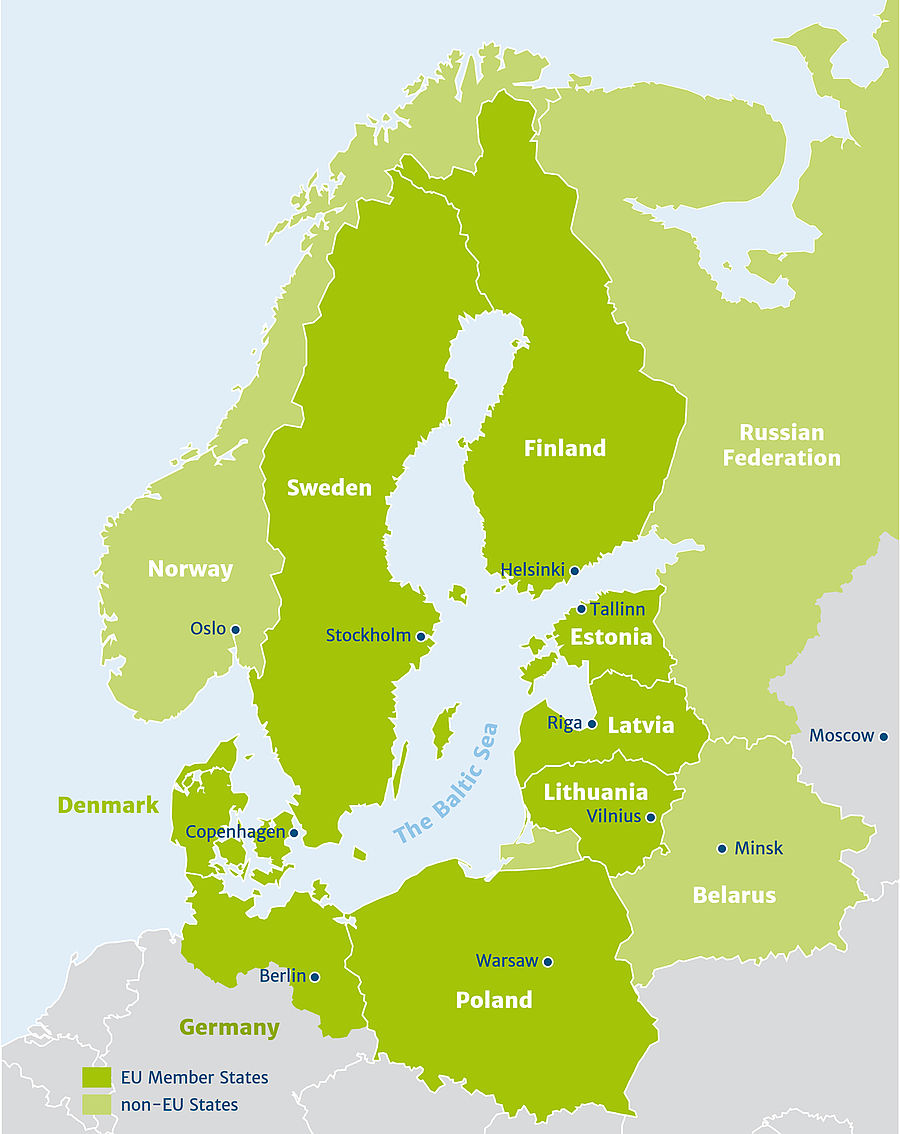 Russian
Federation
Finland
Sweden
Norway
Helsinki
Tallinn
Oslo
Stockholm
Estonia
Riga
Latvia
Moscow
The Baltic Sea
Lithuania
Denmark
Vilnius
Copenhagen
Minsk
Belarus
Warsaw
Berlin
Poland
Germany
EU Member States
non-EU States